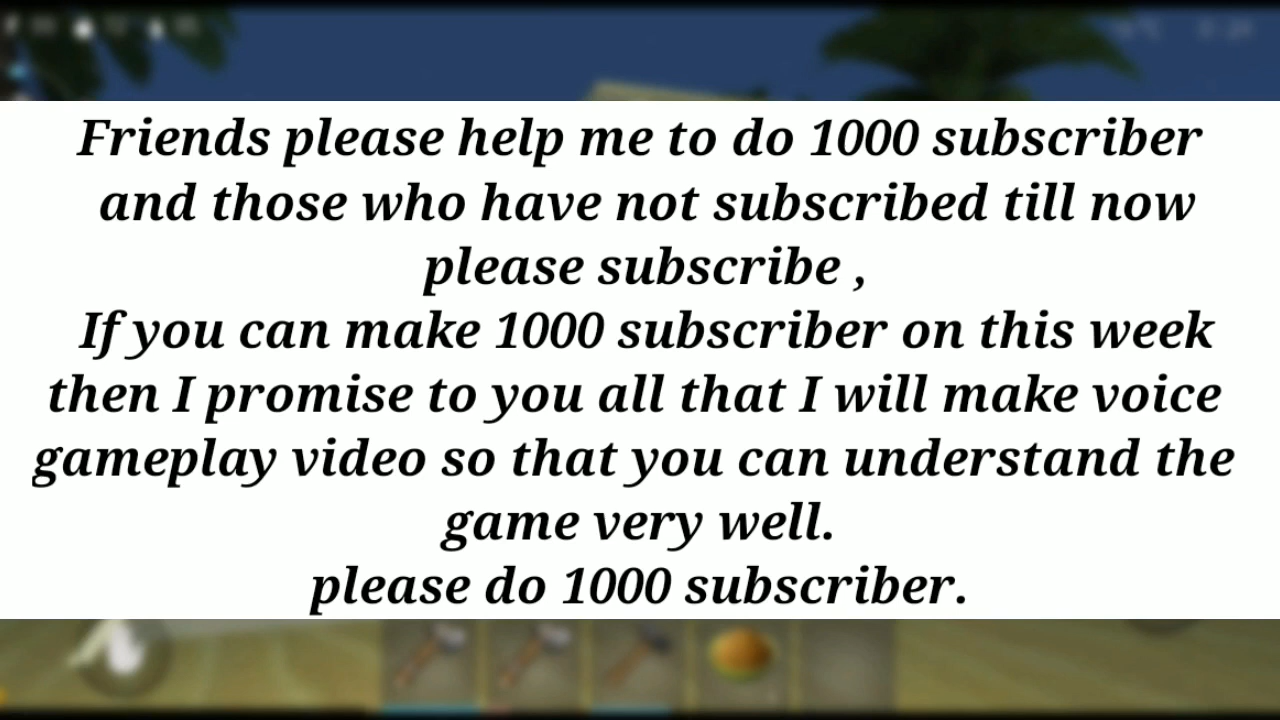 Friends please help me to do 1000 subscriber
and those who have not subscribed till now
please subscribe ,
If you can make 1000 subscriber on this week
then I promise to you all that I will make voice
gameplay video so that you can understand the
game very well.
please do 1000 subscriber.